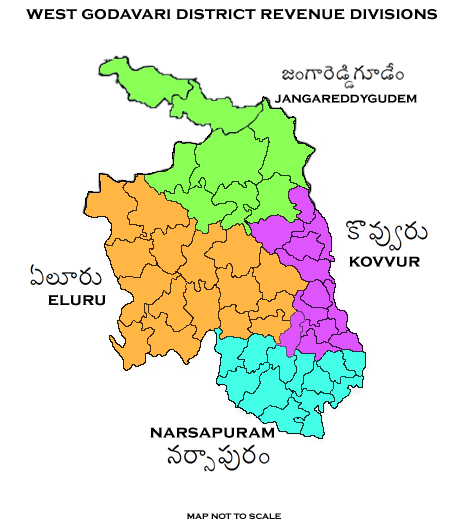 WEST GODAVARI DISTRICT REVENUE DIVISIONS
జంగారెడ్డిగూడెం
JANGAREDDYGUDEM
కొవ్వురు
KOVVUR
ఏలూరు
ELURU
NARSAPURAM
నర్సాపురం
MAP NOT TO SCALE